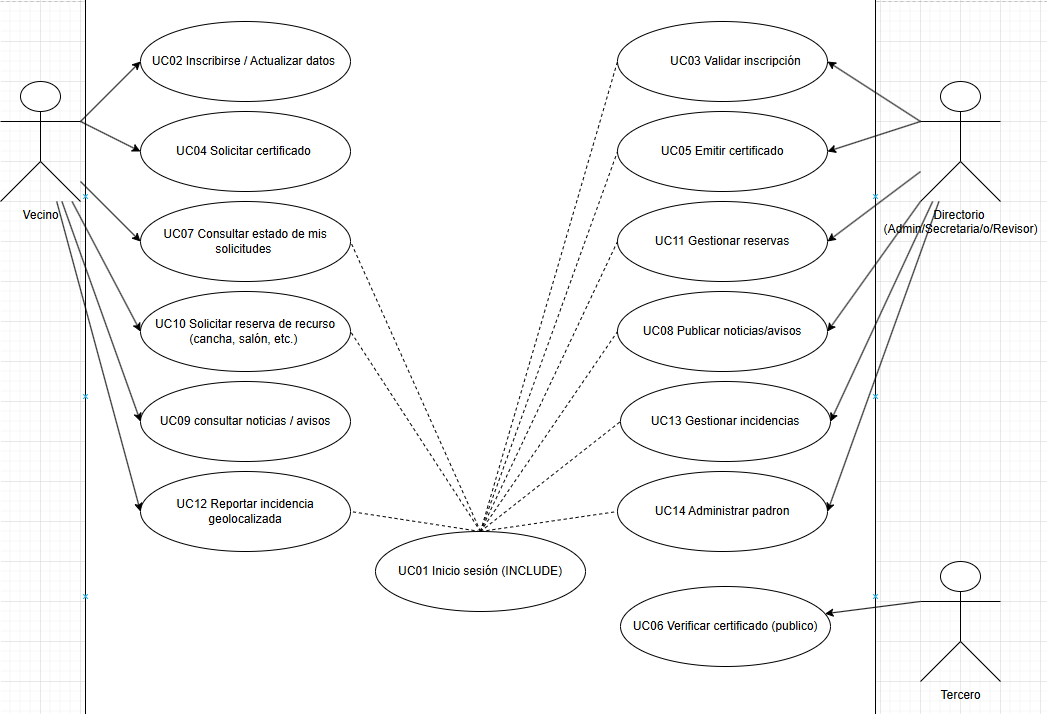 UC02 Inscribirse / Actualizar datos
UC03 Validar inscripción
UC04 Solicitar certificado
UC05 Emitir certificado
Vecino
Directorio
(Admin/Secretaria/o/Revisor)
UC07 Consultar estado de mis
solicitudes
UC11 Gestionar reservas
UC10 Solicitar reserva de recurso
(cancha, salón, etc.)
UC08 Publicar noticias/avisos
UC09 consultar noticias / avisos
UC13 Gestionar incidencias
UC12 Reportar incidencia
geolocalizada
UC14 Administrar padron
UC01 Inicio sesión (INCLUDE)
UC06 Verificar certificado (publico)
Tercero